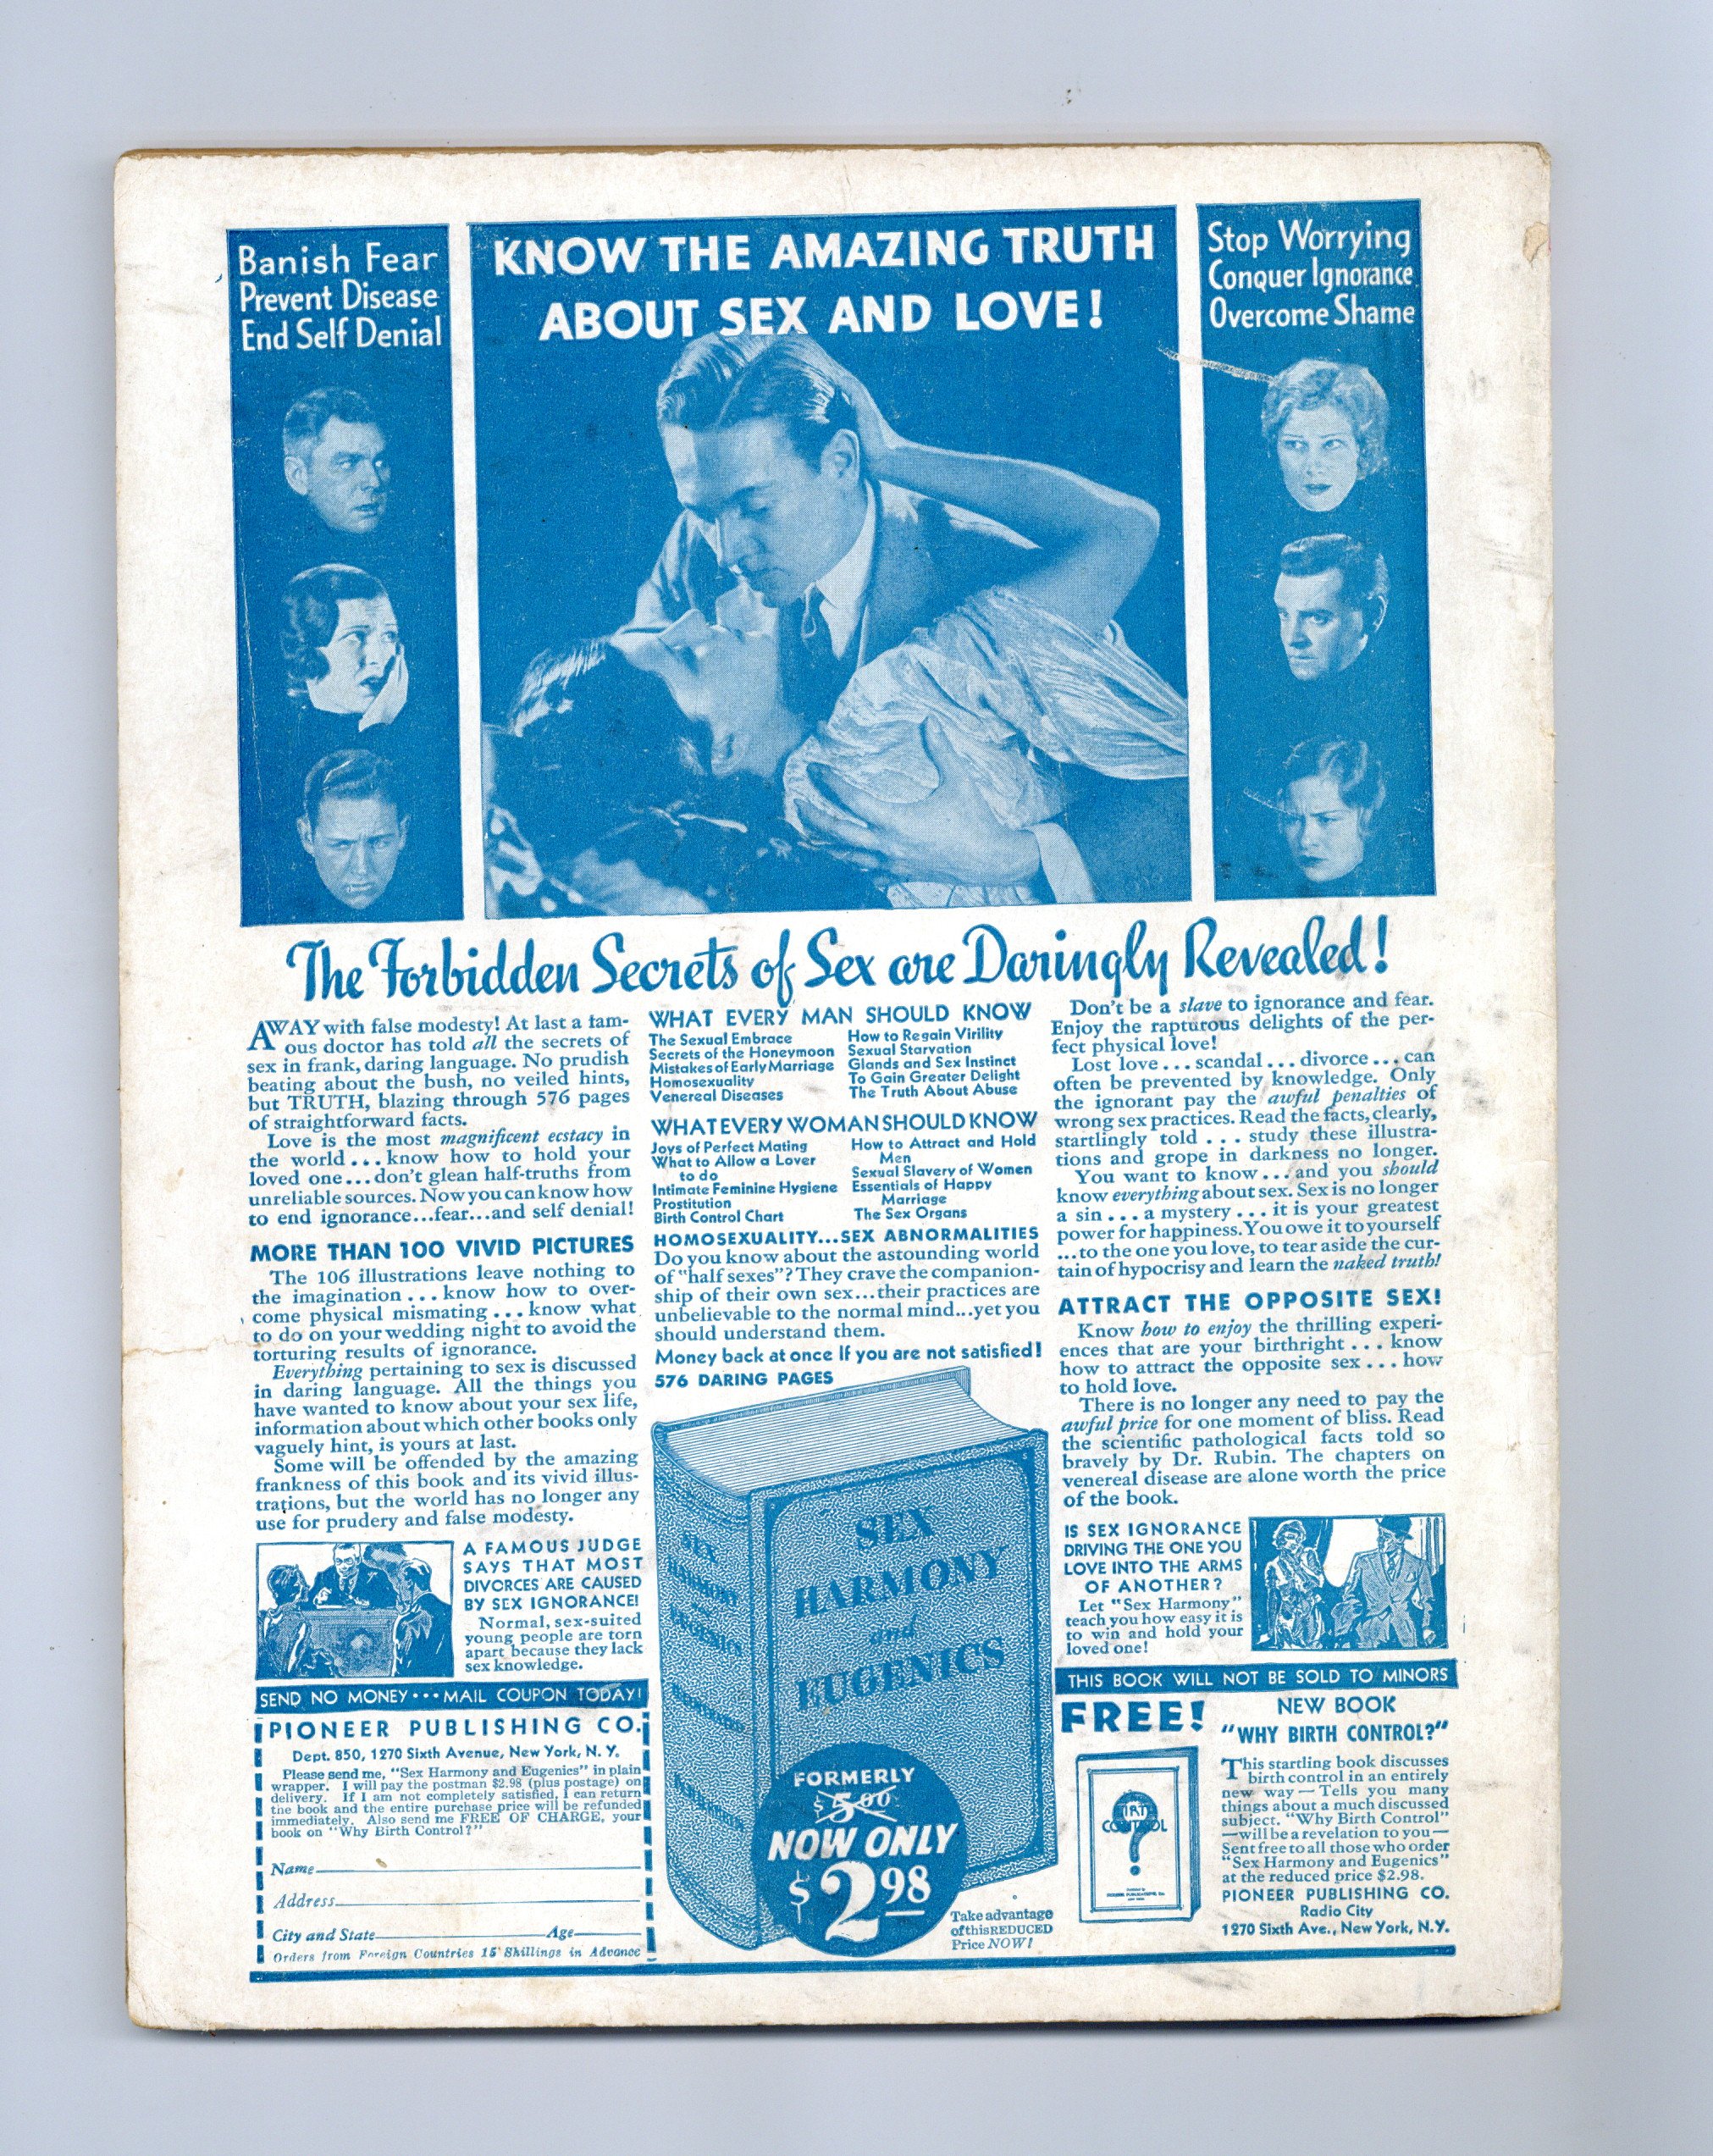 Banish Fear
Prevent Disease
End Self Denial
KNOW THE AMAZING TRUTH
ABOUT SEX AND LOVE!
Stop Worrying
Conquer Ignorance
Overcome Shame
The Forbidden Secrets of Sex are Daringly Revealed!
AWAY with false modesty! At last a fam-
ous doctor has told all the secrets of
sex in frank, daring language. No prudish
beating about the bush, no veiled hints,
but TRUTH, blazing through 576 pages
of straightforward facts.
Love is the most magnificent ecstacy in
the world...know how to hold your
loved one...don't glean half-truths from
unreliable sources. Now you can know how
to end ignorance...fear...and self denial!
MORE THAN 100 VIVID PICTURES
The 106 illustrations leave nothing to
the imagination...know how to over-
come physical mismating...know what
to do on your wedding night to avoid the
torturing results of ignorance.
Everything pertaining to sex is discussed
in daring language. All the things you
have wanted to know about your sex life,
information about which other books only
vaguely hint, is yours at last.
Some will be offended by the amazing
frankness of this book and its vivid illus-
trations, but the world has no longer any
use for prudery and false modesty.
A FAMOUS JUDGE
SAYS THAT MOST
DIVORCES ARE CAUSED
BY SEX IGNORANCE!
Normal, sex-suited
young people are torn
apart because they lack
sex knowledge.
SEND NO MONEY...MAIL COUPON TODAY!
PIONEER PUBLISHING CO.
Dept. 850, 1270 Sixth Avenue, New York, N. Y.
Please send me, "Sex Harmony and Eugenics" in plain
wrapper. I will pay the postman $2.98 (plus postage) on
delivery. If I am not completely satisfied, I can return
the book and the entire purchase price will be refunded
immediately. Also send me FREE OF CHARGE, your
book on "Why Birth Control?"
Name
Address
City and State Age
Orders from Foreign Countries 15 Shillings in Advance
WHAT EVERY MAN SHOULD KNOW
The Sexual Embrace
Secrets of the Honeymoon
Mistakes of Early Marriage
Homosexuality
Venereal Diseases
How to Regain Virility
Sexual Starvation
Glands and Sex Instinct
To Gain Greater Delight
The Truth About Abuse
WHAT EVERY WOMAN SHOULD KNOW
Joys of Perfect Mating
What to Allow a Lover
to do
Intimate Feminine Hygiene
Prostitution
Birth Control Chart
How to Attract and Hold
Men
Sexual Slavery of Women
Essentials of Happy
Marriage
The Sex Organs
HOMOSEXUALITY...SEX ABNORMALITIES
Do you know about the astounding world
of "half sexes"? They crave the companion-
ship of their own sex...their practices are
unbelievable to the normal mind...yet you
should understand them.
Money back at once If you are not satisfied!
576 DARING PAGES
SEX
HARMONY
and
EUGENICS
SEX
HARMONY
and
EUGENICS
FORMERLY
$5.00
NOW ONLY
$2.98
Take advantage
of this REDUCED
Price NOW!
Don't be a slave to ignorance and fear.
Enjoy the rapturous delights of the per-
fect physical love!
Lost love...scandal...divorce...can
often be prevented by knowledge. Only
the ignorant pay the awful penalties of
wrong sex practices. Read the facts, clearly,
startlingly told...study these illustra-
tions and grope in darkness no longer.
You want to know...and you should
know everything about sex. Sex is no longer
a sin...a mystery...it is your greatest
power for happiness. You owe it to yourself
...to the one you love, to tear aside the cur-
tain of hypocrisy and learn the naked truth!
ATTRACT THE OPPOSITE SEX!
Know how to enjoy the thrilling experi-
ences that are your birthright...know
how to attract the opposite sex...how
to hold love.
There is no longer any need to pay the
awful price for one moment of bliss. Read
the scientific pathological facts told so
bravely by Dr. Rubin. The chapters on
venereal disease are alone worth the price
of the book.
IS SEX IGNORANCE
DRIVING THE ONE YOU
LOVE INTO THE ARMS
OF ANOTHER?
Let "Sex Harmony"
teach you how easy it is
to win and hold your
loved one!
THIS BOOK WILL NOT BE SOLD TO MINORS
FREE!
NEW BOOK
"WHY BIRTH CONTROL?"
This startling book discusses
birth control in an entirely
new way — Tells you many
things about a much discussed
subject. "Why Birth Control"
—will be a revelation to you—
Sent free to all those who order
"Sex Harmony and Eugenics"
at the reduced price $2.98.
PIONEER PUBLISHING CO.
Radio City
1270 Sixth Ave., New York, N.Y.